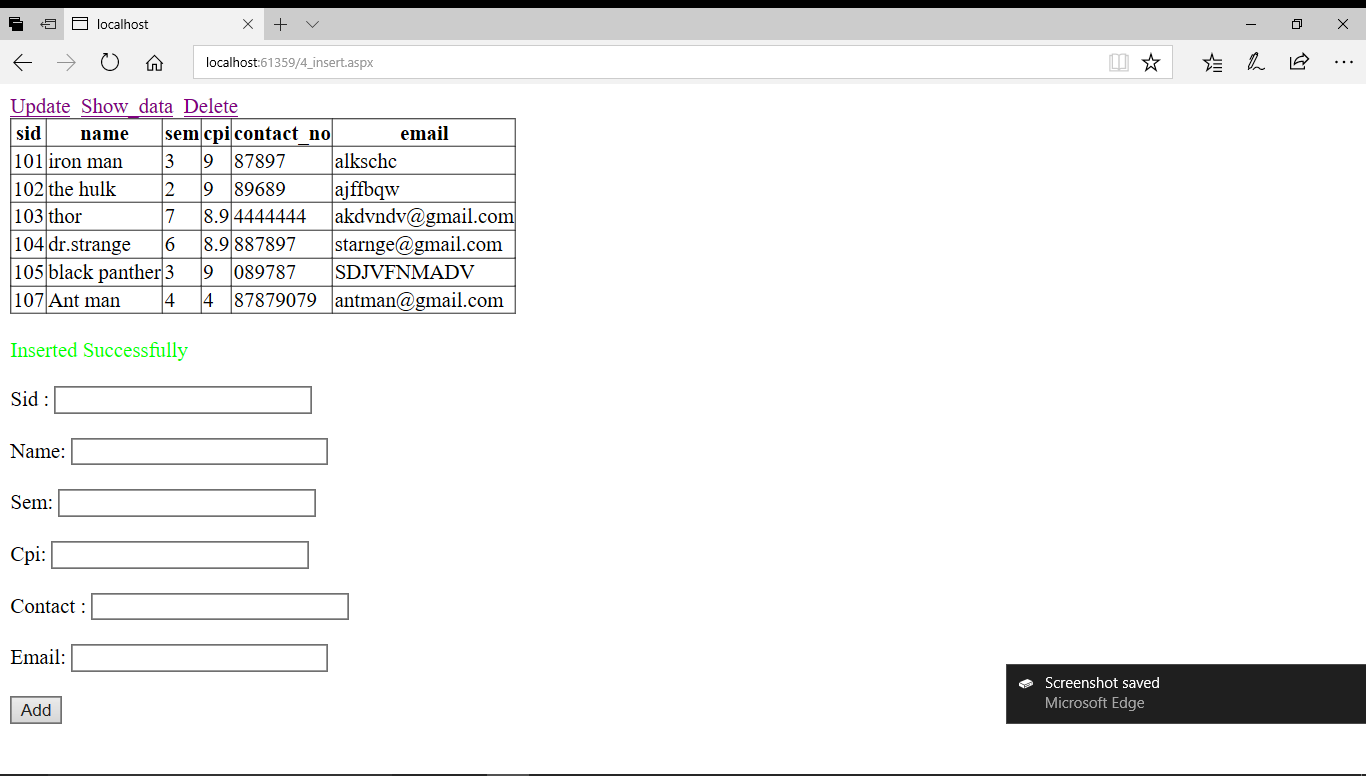 localhost
localhost:61359/4_insert.aspx
Update Show_data Delete
sid name sem cpi contact_no email
101 iron man 3 9 87897 alkschc
102 the hulk 2 9 89689 ajffbqw
103 thor 7 8.9 4444444 akdvndv@gmail.com
104 dr.strange 6 8.9 887897 starnge@gmail.com
105 black panther 3 9 089787 SDJVFNMADV
107 Ant man 4 4 87879079 antman@gmail.com
Inserted Successfully
Sid :
Name:
Sem:
Cpi:
Contact :
Email:
Add
Screenshot saved
Microsoft Edge